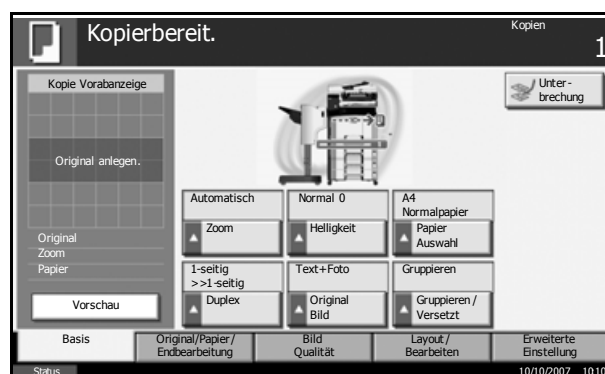 Kopierbereit.
Kopien
1
Kopie Vorabanzeige
Original anlegen.
Original
Zoom
Papier
Vorschau
Unter-
brechung
Automatisch
Zoom
Normal 0
Helligkeit
A4
Normalpapier
Papier
Auswahl
1-seitig
>>1-seitig
Duplex
Text+Foto
Original
Bild
Gruppieren
Gruppieren /
Versetzt
Basis
Original/Papier/
Endbearbeitung
Bild
Qualität
Layout/
Bearbeiten
Erweiterte
Einstellung
Status
10/10/2007 10:10